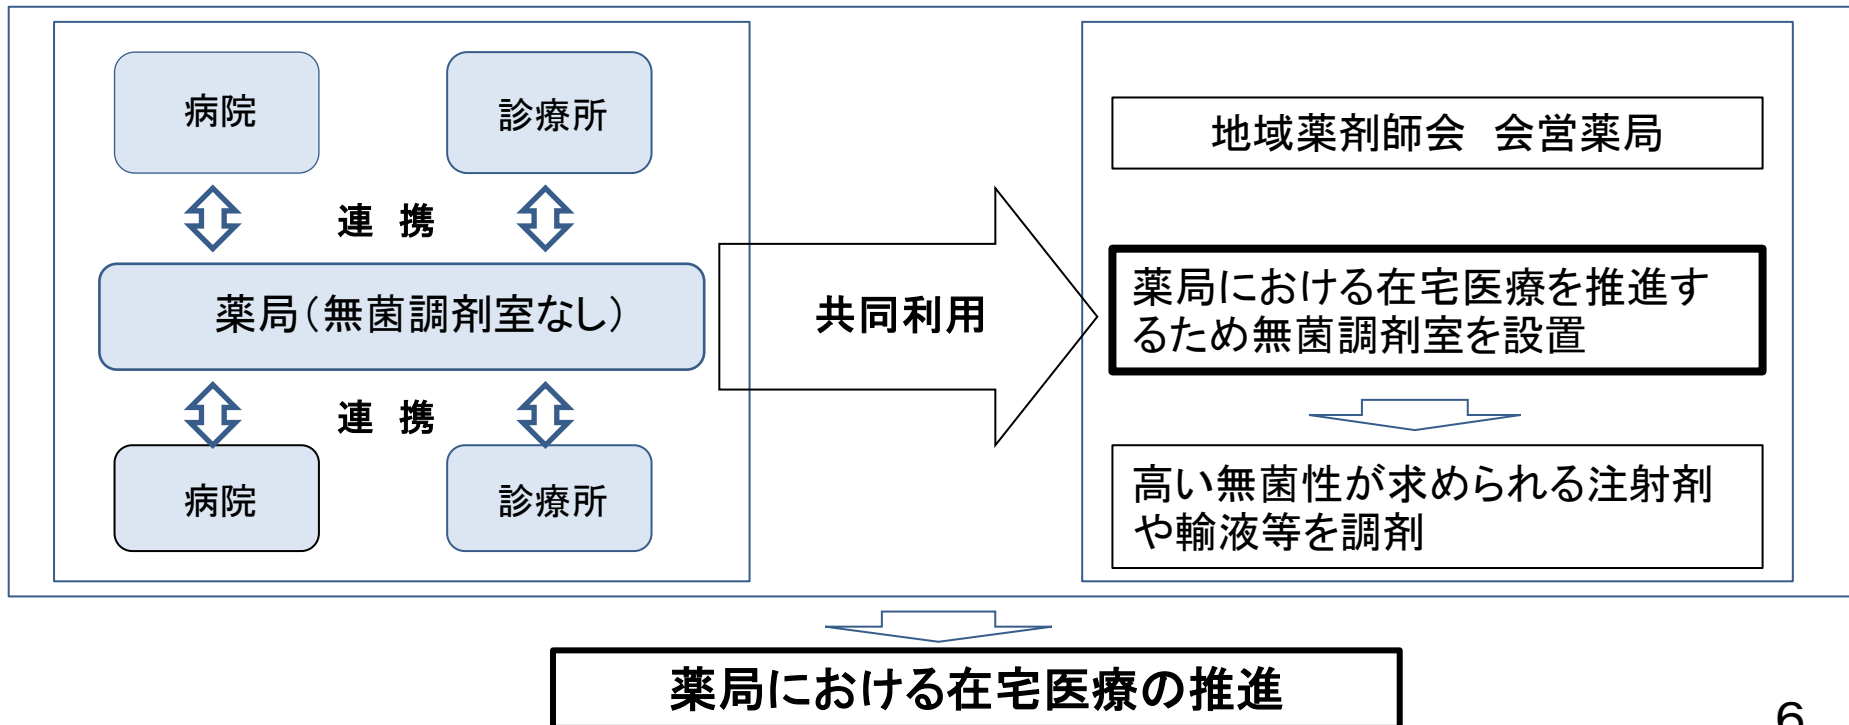 病院
診療所
連 携
薬局（無菌調剤室なし）
連 携
病院
診療所
共同利用
地域薬剤師会 会営薬局
薬局における在宅医療を推進す
るため無菌調剤室を設置
高い無菌性が求められる注射剤
や輸液等を調剤
薬局における在宅医療の推進
6